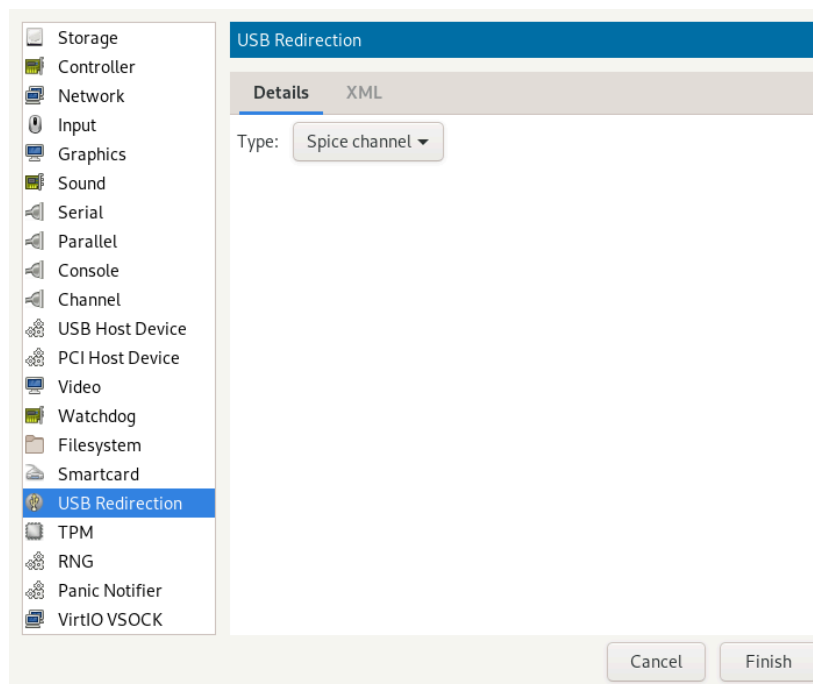 Storage
Controller
Network
Input
Graphics
Sound
Serial
Parallel
Console
Channel
USB Host Device
PCI Host Device
Video
Watchdog
Filesystem
Smartcard
USB Redirection
TPM
RNG
Panic Notifier
VirtIO VSOCK
USB Redirection
Details XML
Type: Spice channel
Cancel Finish